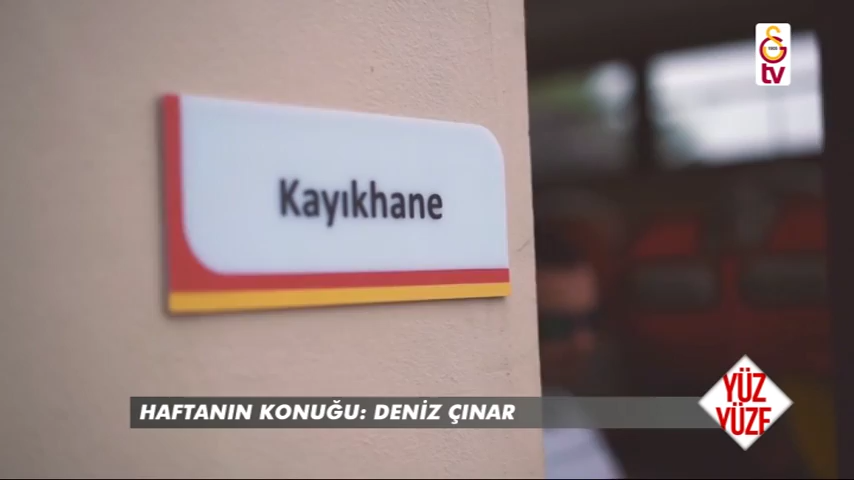 tv
Kayıkhane
HAFTANIN KONUĞU: DENİZ ÇINAR
YÜZ
YÜZE